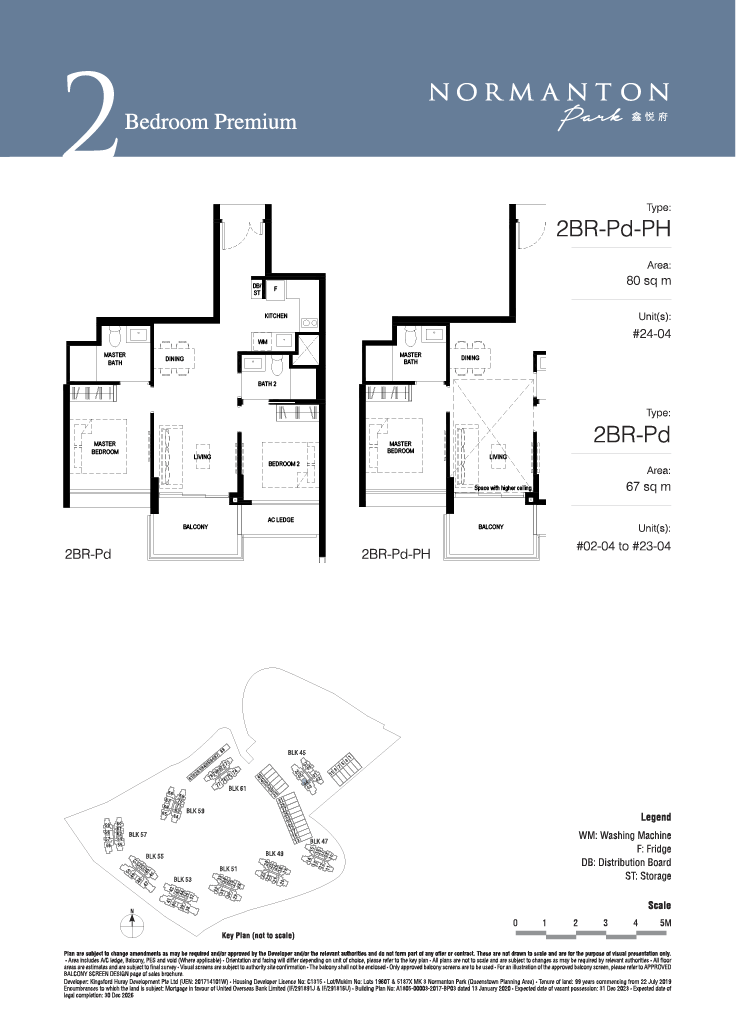 2 Bedroom Premium
NORMANTON
Park 鑫悦府
Type:
2BR-Pd-PH
Area:
80 sq m
Unit(s):
#24-04
Type:
2BR-Pd
Area:
67 sq m
Unit(s):
#02-04 to #23-04
DB/
ST
F
KITCHEN
WM
MASTER
BATH
DINING
BATH 2
MASTER
BEDROOM
LIVING
BEDROOM 2
BALCONY
AC LEDGE
2BR-Pd
MASTER
BATH
DINING
MASTER
BEDROOM
LIVING
Space with higher ceiling
BALCONY
2BR-Pd-PH
BLK 45
BLK 61
BLK 59
BLK 57
BLK 55
BLK 53
BLK 51
BLK 49
BLK 47
N
Key Plan (not to scale)
Legend
WM: Washing Machine
F: Fridge
DB: Distribution Board
ST: Storage
Scale
0 1 2 3 4 5M
Plan are subject to change amendments as may be required and/or approved by the Developer and/or the relevant authorities and do not form part of any offer or contract. These are not drawn to scale and are for the purpose of visual presentation only.
- Area includes A/C ledge, Balcony, PES and void (Where applicable) - Orientation and facing will differ depending on unit of choice, please refer to the key plan - All plans are not to scale and are subject to changes as may be required by relevant authorities - All floor
areas are estimates and are subject to final survey - Visual screens are subject to authority site confirmation - The balcony shall not be enclosed - Only approved balcony screens are to be used - For an illustration of the approved balcony screen, please refer to APPROVED
BALCONY SCREEN DESIGN page of sales brochure.
Developer: Kingsford Huray Development Pte Ltd (UEN: 201714101W) - Housing Developer Licence No: C1315 - Lot/Mukim No: Lots 1960T & 5187X MK 3 Normanton Park (Queenstown Planning Area) - Tenure of land: 99 years commencing from 22 July 2019
Encumbrances to which the land is subject: Mortgage in favour of United Overseas Bank Limited (IF/291891J & IF/291815U) - Building Plan No: A1805-00003-2017-BP03 dated 13 January 2020 - Expected date of vacant possession: 31 Dec 2023 - Expected date of
legal completion: 30 Dec 2026